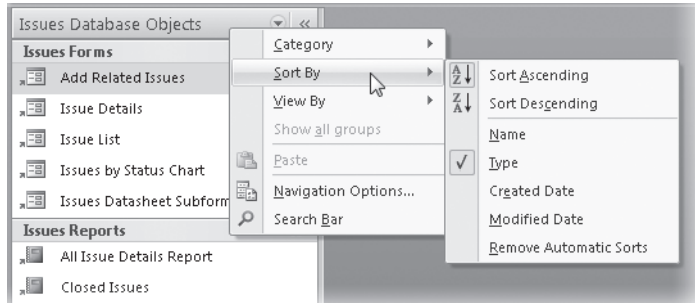 Issues Database Objects
Issues Forms
Add Related Issues
Issue Details
Issue List
Issues by Status Chart
Issues Datasheet Subform
Issues Reports
All Issue Details Report
Closed Issues
Category
Sort By
View By
Show all groups
Paste
Navigation Options...
Search Bar
Sort Ascending
Sort Descending
Name
Type
Created Date
Modified Date
Remove Automatic Sorts